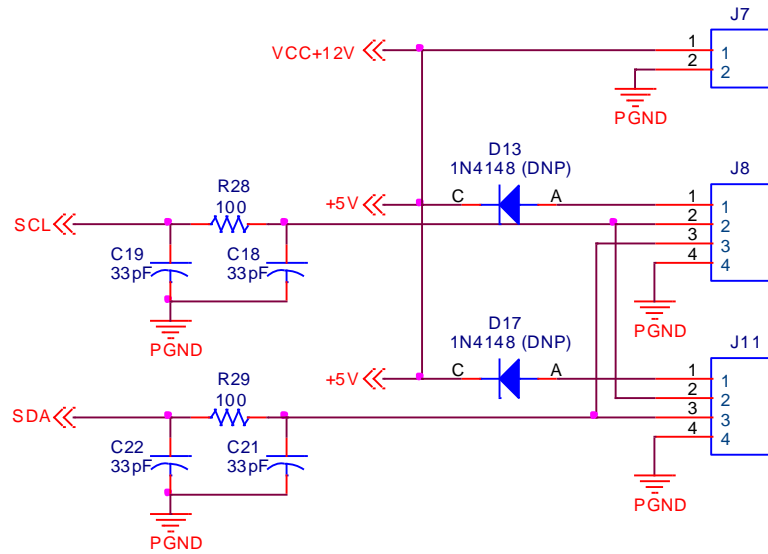 J7
VCC+12V
1 1
2 2
PGND
D13
1N4148 (DNP)
J8
R28
100
+5V
C A
1 1
2 2
3 3
4 4
SCL
C19
33pF
C18
33pF
PGND
PGND
D17
1N4148 (DNP)
J11
R29
100
+5V
C A
1 1
2 2
3 3
4 4
SDA
C22
33pF
C21
33pF
PGND
PGND